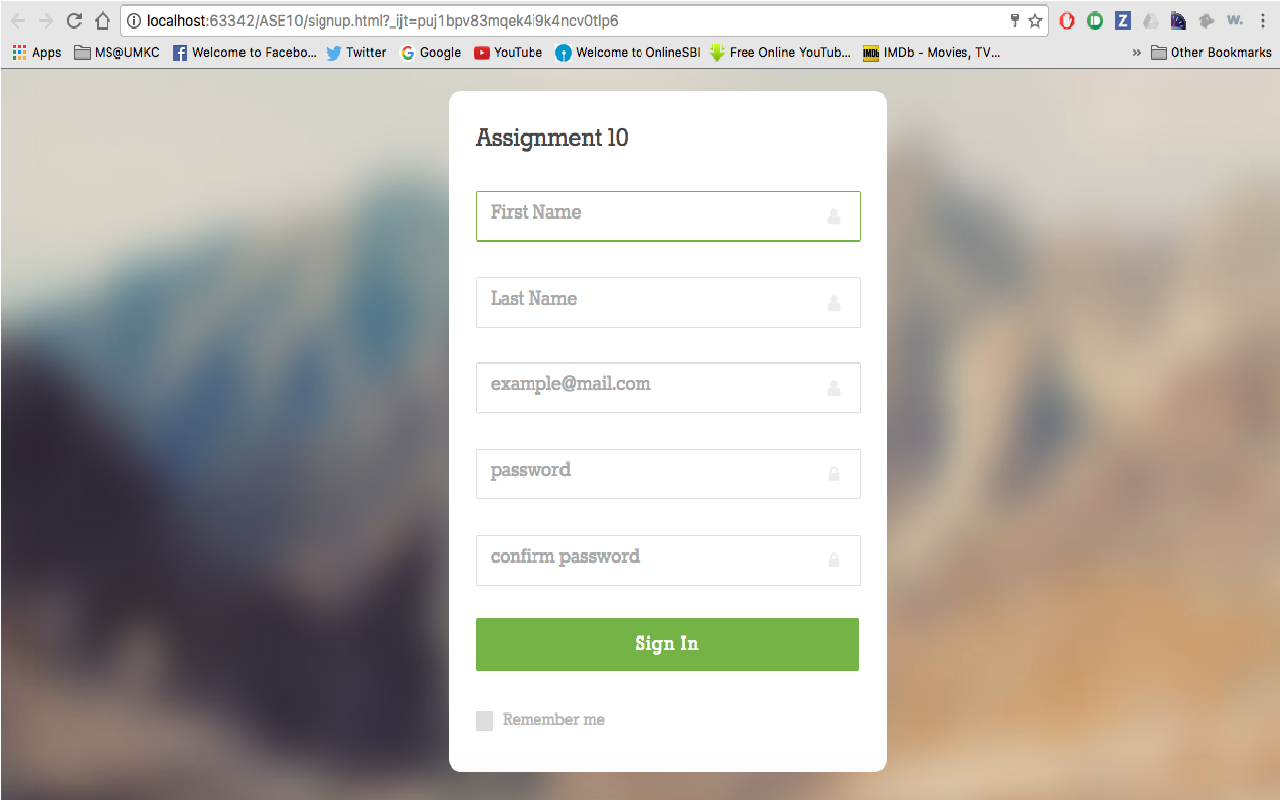 localhost:63342/ASE10/signup.html?_ijt=puj1bpv83mqek4i9k4ncv0tlp6
Apps MS@UMKC Welcome to Facebo... Twitter Google YouTube Welcome to OnlineSBI Free Online YouTub... IMDb IMDb - Movies, TV... » Other Bookmarks
Assignment 10
First Name
Last Name
example@mail.com
password
confirm password
Sign In
Remember me